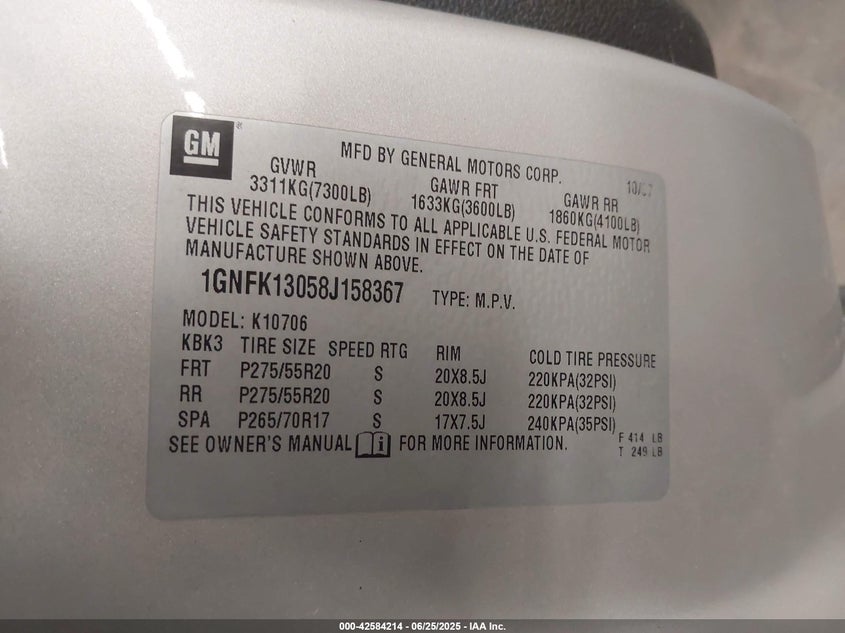 GM
®
MFD BY GENERAL MOTORS CORP. 10/07
GVWR GAWR FRT GAWR RR
3311KG(7300LB) 1633KG(3600LB) 1860KG(4100LB)
THIS VEHICLE CONFORMS TO ALL APPLICABLE U.S. FEDERAL MOTOR
VEHICLE SAFETY STANDARDS IN EFFECT ON THE DATE OF
MANUFACTURE SHOWN ABOVE.
1GNFK13058J158367 TYPE: M.P.V.
MODEL: K10706
KBK3 TIRE SIZE SPEED RTG RIM COLD TIRE PRESSURE
FRT P275/55R20 S 20X8.5J 220KPA(32PSI)
RR P275/55R20 S 20X8.5J 220KPA(32PSI)
SPA P265/70R17 S 17X7.5J 240KPA(35PSI)
SEE OWNER'S MANUAL i FOR MORE INFORMATION.
F 414 LB
T 249 LB
000-42584214 - 06/25/2025 - IAA Inc.